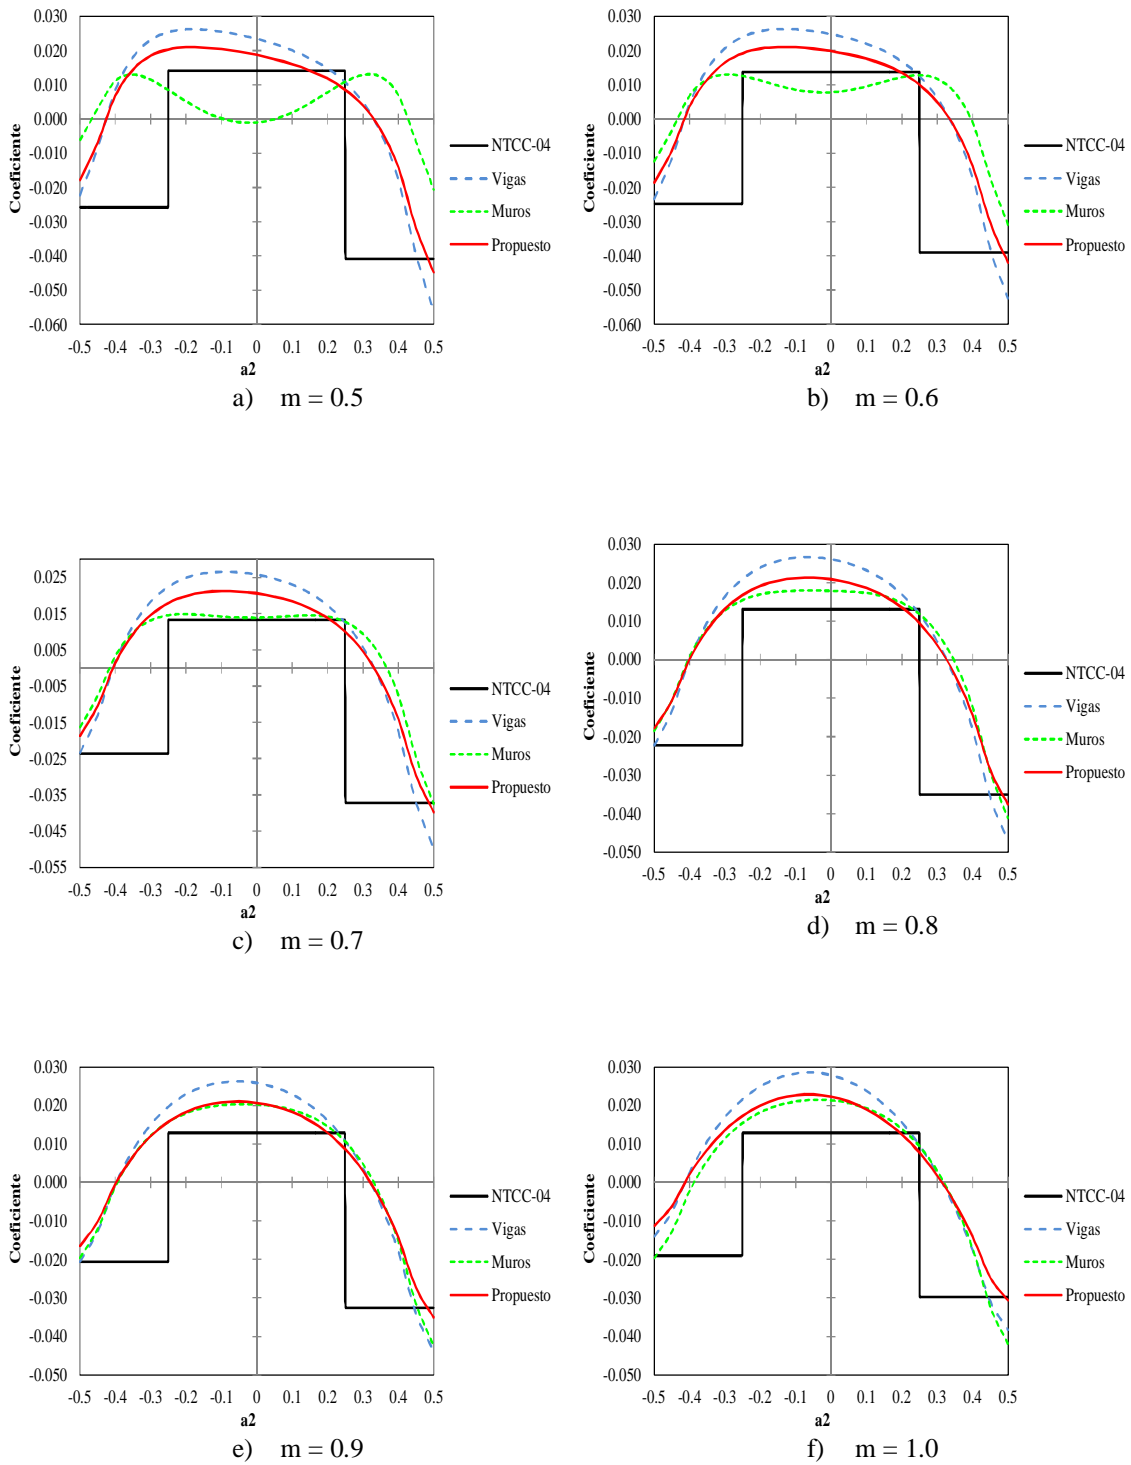 0.030
0.020
0.010
0.000
-0.010
-0.020
-0.030
-0.040
-0.050
-0.060
Coeficiente
-0.5 -0.4 -0.3 -0.2 -0.1 0 0.1 0.2 0.3 0.4 0.5
a2
NTCC-04
Vigas
Muros
Propuesto
a) m = 0.5
0.030
0.020
0.010
0.000
-0.010
-0.020
-0.030
-0.040
-0.050
-0.060
Coeficiente
-0.5 -0.4 -0.3 -0.2 -0.1 0 0.1 0.2 0.3 0.4 0.5
a2
NTCC-04
Vigas
Muros
Propuesto
b) m = 0.6
0.025
0.015
0.005
-0.005
-0.015
-0.025
-0.035
-0.045
-0.055
Coeficiente
-0.5 -0.4 -0.3 -0.2 -0.1 0 0.1 0.2 0.3 0.4 0.5
a2
NTCC-04
Vigas
Muros
Propuesto
c) m = 0.7
0.030
0.020
0.010
0.000
-0.010
-0.020
-0.030
-0.040
-0.050
Coeficiente
-0.5 -0.4 -0.3 -0.2 -0.1 0 0.1 0.2 0.3 0.4 0.5
a2
NTCC-04
Vigas
Muros
Propuesto
d) m = 0.8
0.030
0.020
0.010
0.000
-0.010
-0.020
-0.030
-0.040
-0.050
Coeficiente
-0.5 -0.4 -0.3 -0.2 -0.1 0 0.1 0.2 0.3 0.4 0.5
a2
NTCC-04
Vigas
Muros
Propuesto
e) m = 0.9
0.030
0.020
0.010
0.000
-0.010
-0.020
-0.030
-0.040
-0.050
Coeficiente
-0.5 -0.4 -0.3 -0.2 -0.1 0 0.1 0.2 0.3 0.4 0.5
a2
NTCC-04
Vigas
Muros
Propuesto
f) m = 1.0